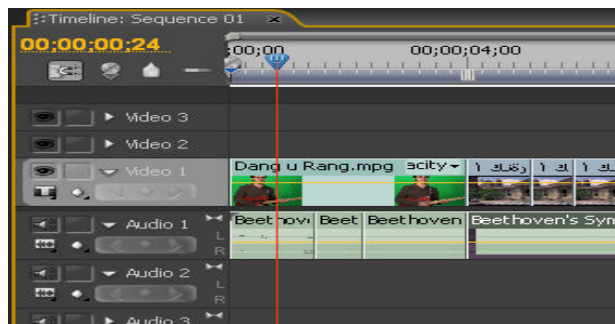 Timeline: Sequence 01 ×
00;00;00;24
;00;00 00;00;04;00
Video 3
Video 2
Video 1
Dang u Rang.mpg acity
Audio 1
L
R
Beethovi Beet Beethoven Beethoven's Sym
Audio 2
L
R
Audio 3